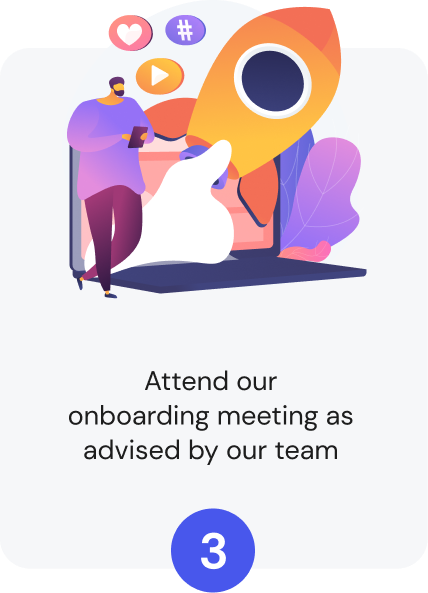 #
Attend our
onboarding meeting as
advised by our team
3